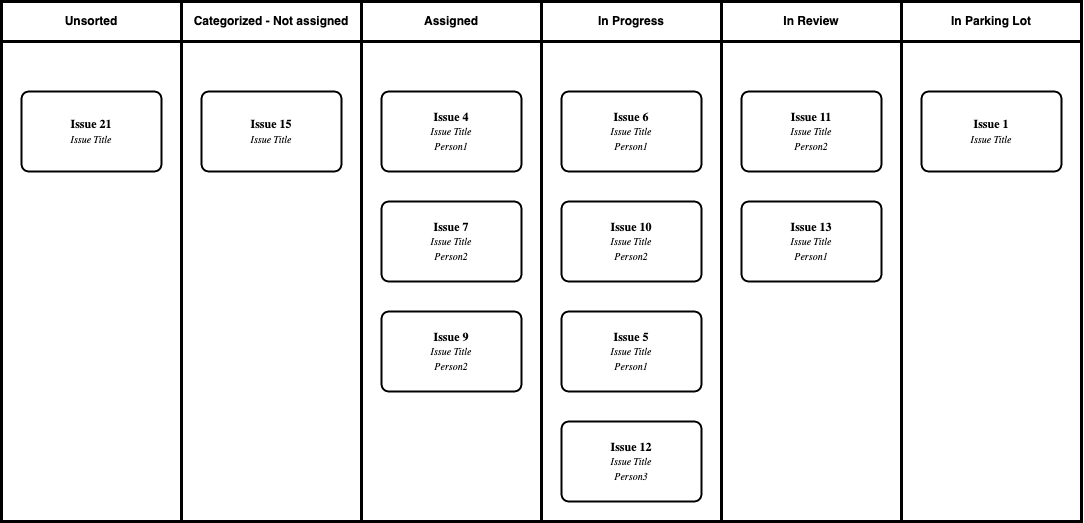 Unsorted
Categorized - Not assigned
Assigned
In Progress
In Review
In Parking Lot
Issue 21
Issue Title
Issue 15
Issue Title
Issue 4
Issue Title
Person1
Issue 7
Issue Title
Person2
Issue 9
Issue Title
Person2
Issue 6
Issue Title
Person1
Issue 10
Issue Title
Person2
Issue 5
Issue Title
Person1
Issue 12
Issue Title
Person3
Issue 11
Issue Title
Person2
Issue 13
Issue Title
Person1
Issue 1
Issue Title